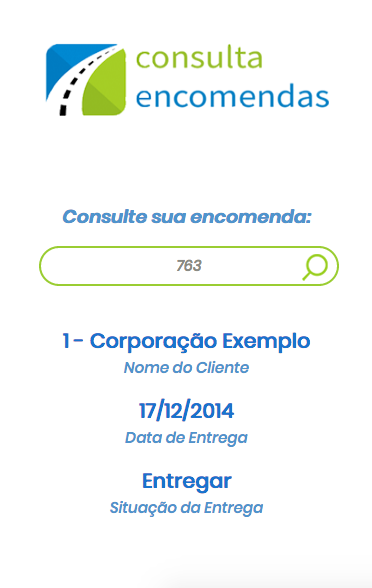 consulta
encomendas
Consulte sua encomenda:
763
1 - Corporação Exemplo
Nome do Cliente
17/12/2014
Data de Entrega
Entregar
Situação da Entrega